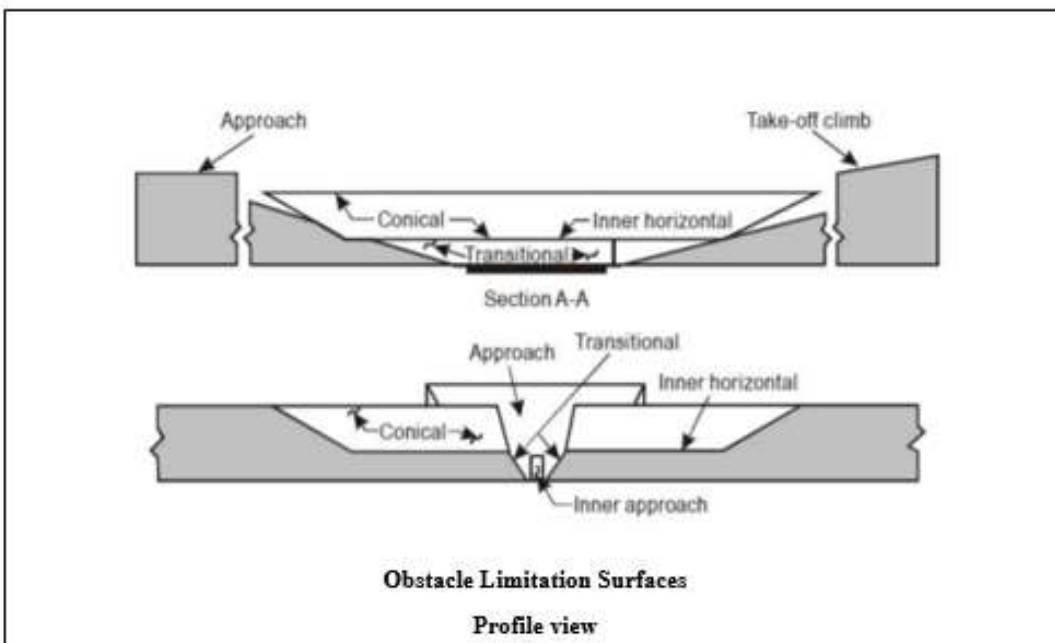 Approach
Take-off climb
Conical
Inner horizontal
Transitional
Section A-A
Transitional
Approach
Inner horizontal
Conical
Inner approach
Obstacle Limitation Surfaces
Profile view